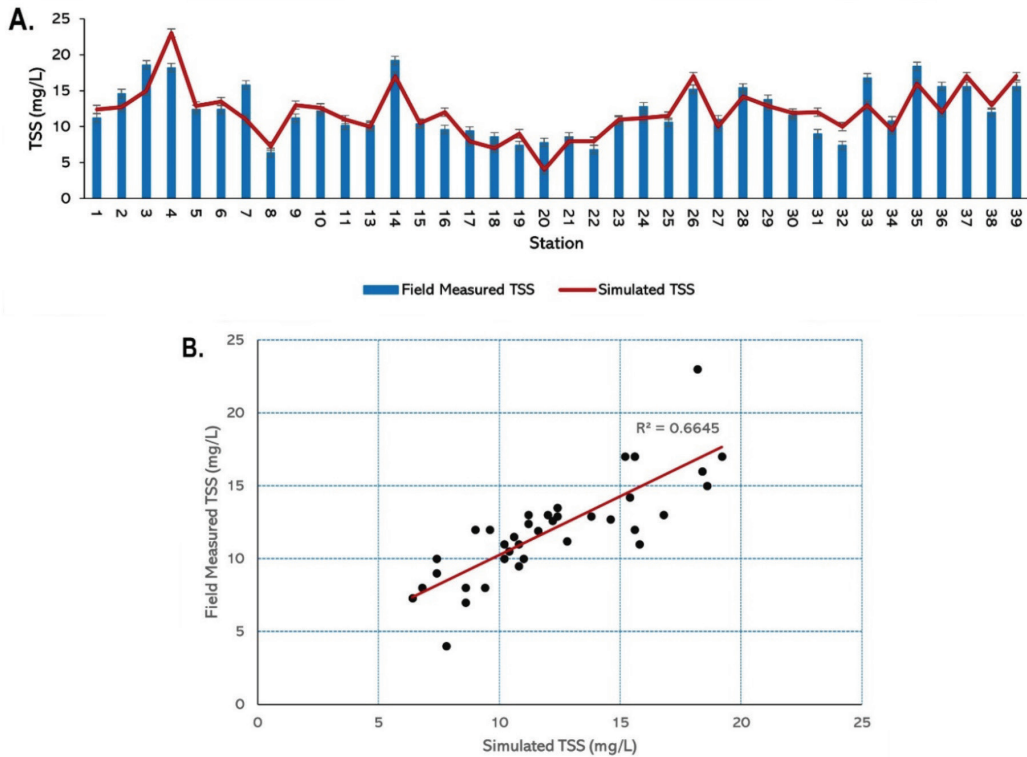 A.
TSS (mg/L)
25
20
15
10
5
0
1 2 3 4 5 6 7 8 9 10 11 13 14 15 16 17 18 19 20 21 22 23 24 25 26 27 28 29 30 31 32 33 34 35 36 37 38 39
Station
Field Measured TSS Simulated TSS
B.
Field Measured TSS (mg/L)
25
20
15
10
5
0
R² = 0.6645
0 5 10 15 20 25
Simulated TSS (mg/L)